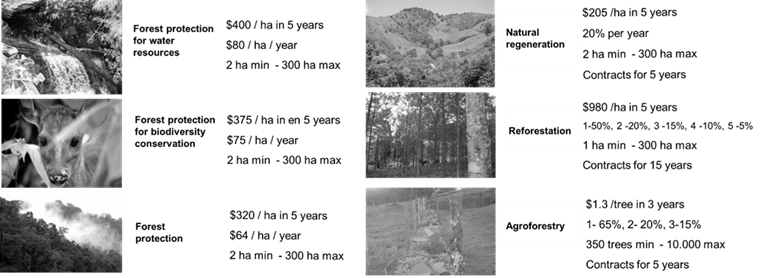 Forest protection
for water
resources
$400 / ha in 5 years
$80 / ha / year
2 ha min - 300 ha max
Forest protection
for biodiversity
conservation
$375 / ha in en 5 years
$75 / ha / year
2 ha min - 300 ha max
Forest
protection
$320 / ha in 5 years
$64 / ha / year
2 ha min - 300 ha max
Natural
regeneration
$205 /ha in 5 years
20% per year
2 ha min - 300 ha max
Contracts for 5 years
Reforestation
$980 /ha in 5 years
1-50%, 2 -20%, 3 -15%, 4 -10%, 5 -5%
1 ha min - 300 ha max
Contracts for 15 years
Agroforestry
$1.3 /tree in 3 years
1- 65%, 2- 20%, 3-15%
350 trees min - 10.000 max
Contracts for 5 years